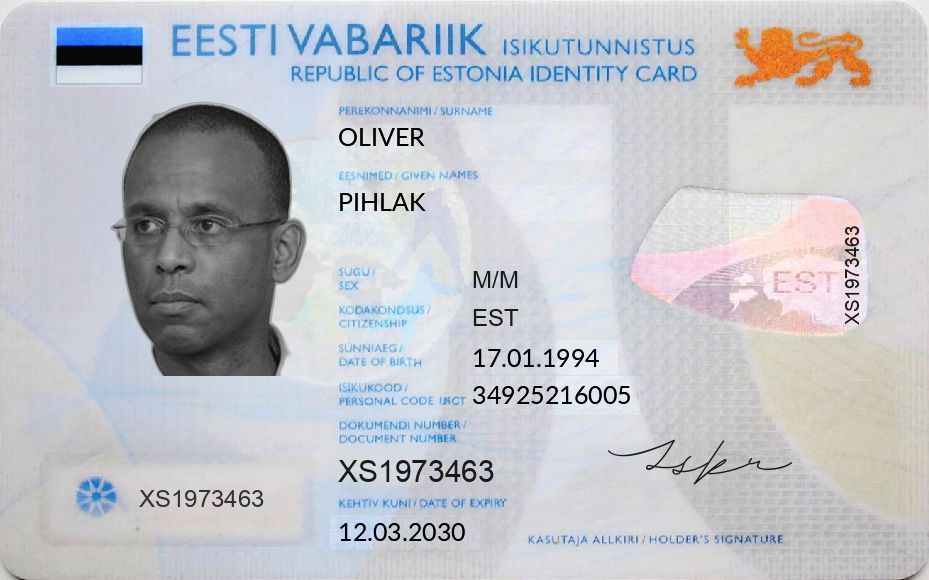 EESTI VABARIIK ISIKUTUNNISTUS
REPUBLIC OF ESTONIA IDENTITY CARD
PEREKONNANIMI / SURNAME
OLIVER
EESNIMED / GIVEN NAMES
PIHLAK
SUGU /
SEX
M/M
KODAKONDSUS /
CITIZENSHIP
EST
SÜNNIAEG /
DATE OF BIRTH
17.01.1994
ISIKUKOOD /
PERSONAL CODE
34925216005
DOKUMENDI NUMBER /
DOCUMENT NUMBER
XS1973463
KEHTIV KUNI / DATE OF EXPIRY
12.03.2030
XS1973463
EST
XS1973463
KASUTAJA ALLKIRI / HOLDER'S SIGNATURE